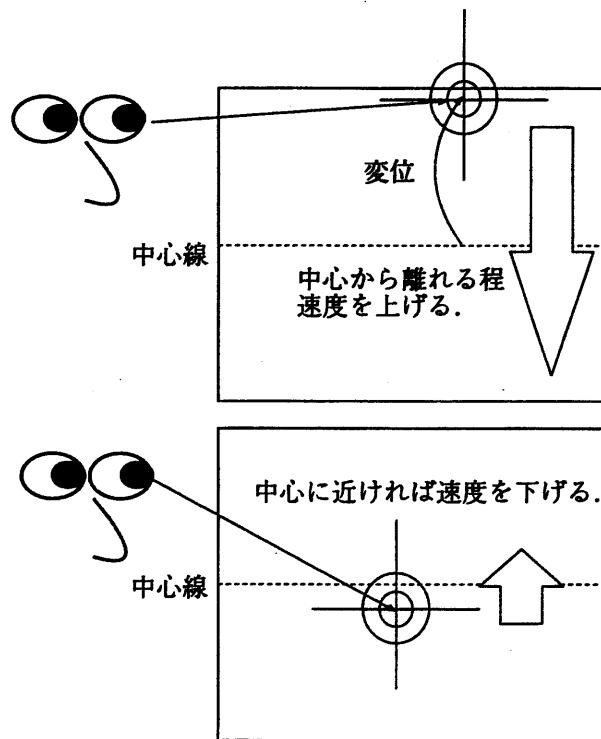 変位
中心線
中心から離れる程
速度を上げる.
中心に近ければ速度を下げる.
中心線